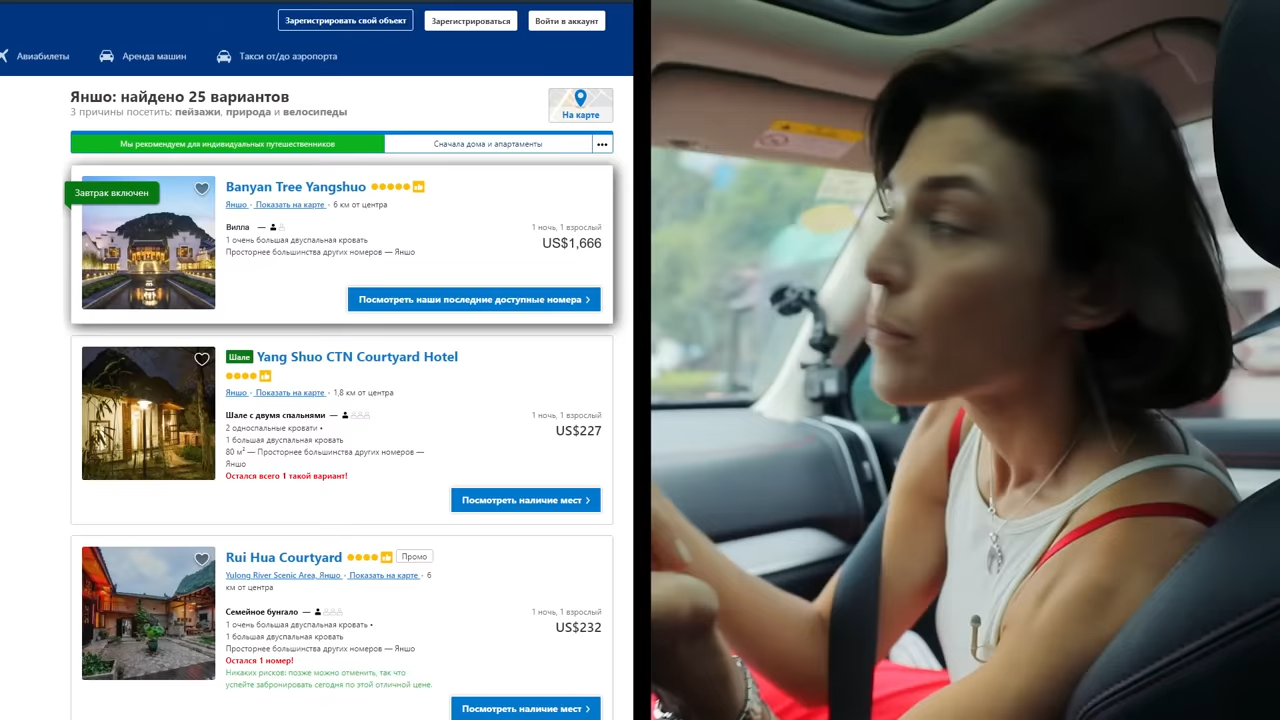 Зарегистрировать свой объект
Зарегистрироваться
Войти в аккаунт
Авиабилеты
Аренда машин
Такси от/до аэропорта
Яншо: найдено 25 вариантов
3 причины посетить: пейзажи, природа и велосипеды
На карте
Мы рекомендуем для индивидуальных путешественников
Сначала дома и апартаменты
Завтрак включен
Banyan Tree Yangshuo
Яншо - Показать на карте - 6 км от центра
Вилла —
1 очень большая двуспальная кровать
Просторнее большинства других номеров — Яншо
1 ночь, 1 взрослый
US$1,666
Посмотреть наши последние доступные номера
Шале Yang Shuo CTN Courtyard Hotel
Яншо - Показать на карте - 1,8 км от центра
Шале с двумя спальнями —
2 односпальные кровати •
1 большая двуспальная кровать
80 м² — Просторнее большинства других номеров —
Яншо
Остался всего 1 такой вариант!
1 ночь, 1 взрослый
US$227
Посмотреть наличие мест
Rui Hua Courtyard
Промо
Yulong River Scenic Area, Яншо - Показать на карте - 6
км от центра
Семейное бунгало —
1 очень большая двуспальная кровать •
1 большая двуспальная кровать
Просторнее большинства других номеров — Яншо
Остался 1 номер!
Никаких рисков: позже можно отменить, так что
успейте забронировать сегодня по этой отличной цене.
1 ночь, 1 взрослый
US$232
Посмотреть наличие мест